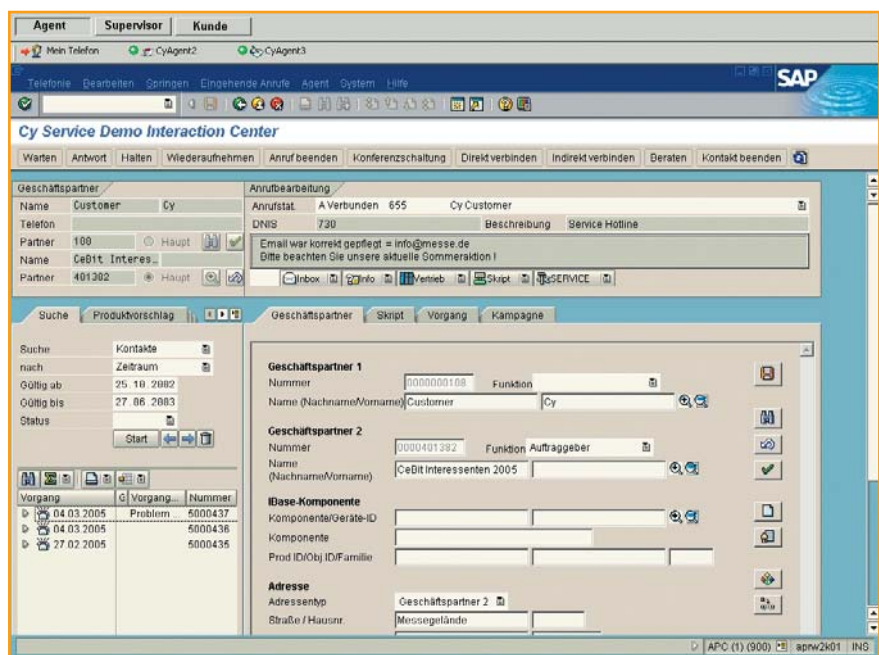 Agent Supervisor Kunde
Mein Telefon CyAgent2 CyAgent3
Telefonie Bearbeiten Springen Eingehende Anrufe Agent System Hilfe
SAP
Cy Service Demo Interaction Center
Warten Antwort Halten Wiederaufnehmen Anruf beenden Konferenzschaltung Direkt verbinden Indirekt verbinden Beraten Kontakt beenden
Geschäftspartner
Name Customer Cy
Telefon
Partner 108 Haupt
Name CeBit Interes..
Partner 401382 Haupt
Anrufbearbeitung
Anrufstat. A Verbunden 655 Cy Customer
DNIS 730 Beschreibung Service Hotline
Email war korrekt gepflegt = info@messe.de
Bitte beachten Sie unsere aktuelle Sommeraktion !
Inbox Info Vertrieb Skript SERVICE
Suche Produktvorschlag
Suche Kontakte
nach Zeitraum
Gültig ab 25.10.2002
Gültig bis 27.06.2003
Status
Start
Vorgang G Vorgang... Nummer
04.03.2005 Problem ... 5000437
04.03.2005 5000436
27.02.2005 5000435
Geschäftspartner Skript Vorgang Kampagne
Geschäftspartner 1
Nummer 0000000108 Funktion
Name (Nachname/Vorname) Customer Cy
Geschäftspartner 2
Nummer 0000401382 Funktion Auftraggeber
Name
(Nachname/Vorname) CeBit Interessenten 2005
IBase-Komponente
Komponente/Geräte-ID
Komponente
Prod ID/Obj ID/Familie
Adresse
Adressentyp Geschäftspartner 2
Straße / Hausnr. Messegelände
APC (1) (900) aprw2k01 INS